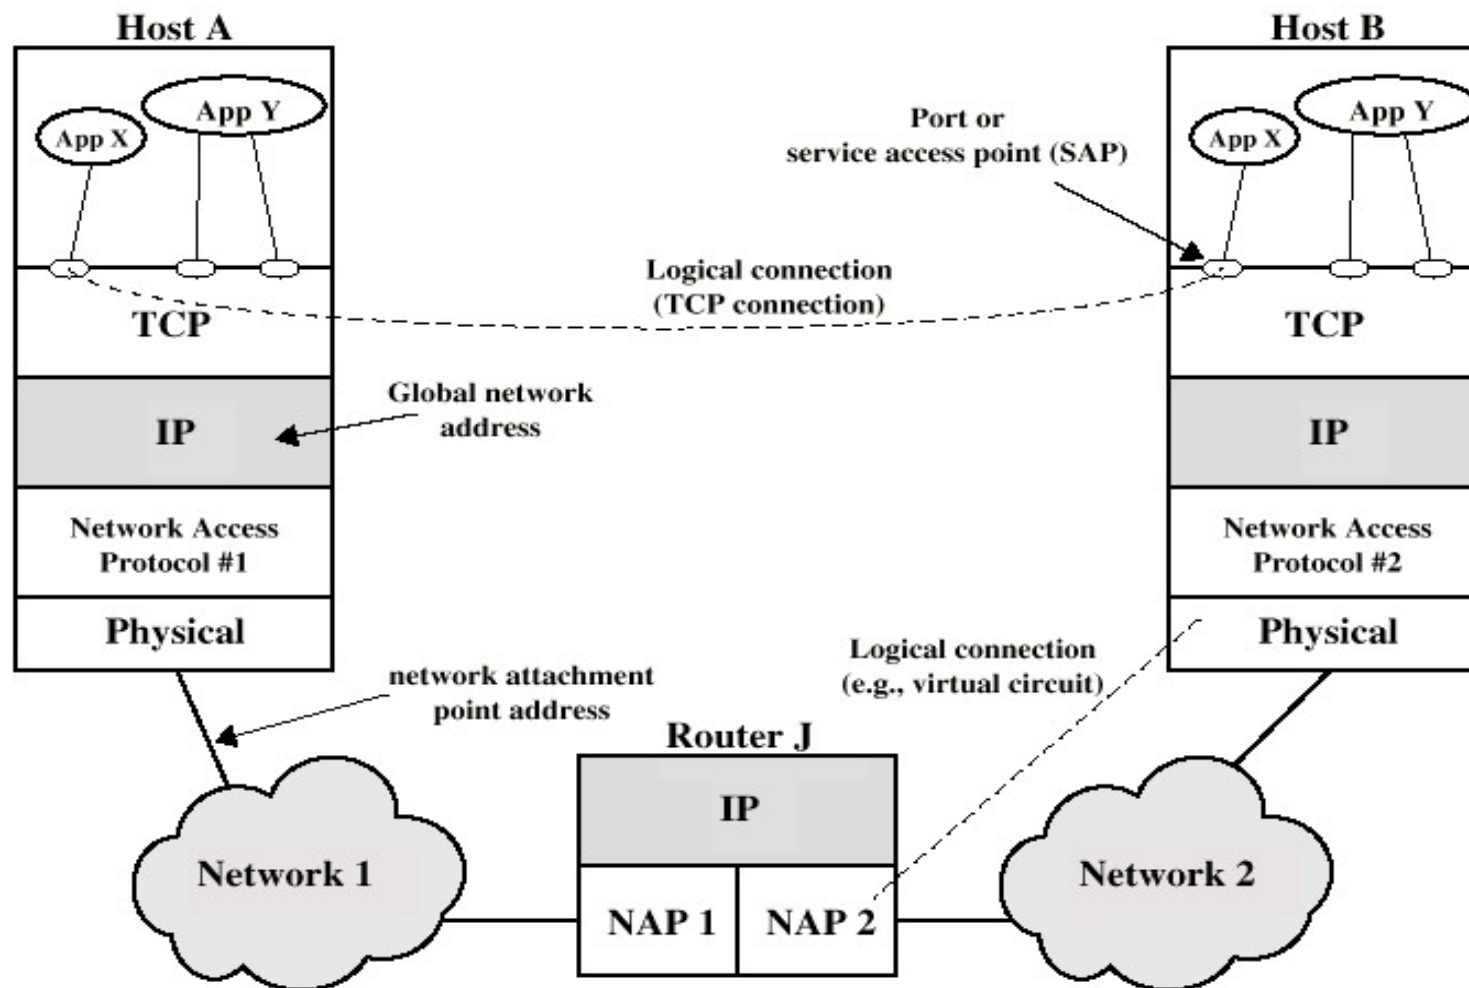 Host A
Host B
App X
App Y
Port or
service access point (SAP)
App X
App Y
Logical connection
(TCP connection)
TCP
TCP
Global network
address
IP
IP
Network Access
Protocol #1
Network Access
Protocol #2
Physical
Physical
network attachment
point address
Logical connection
(e.g., virtual circuit)
Router J
IP
Network 1
NAP 1
NAP 2
Network 2